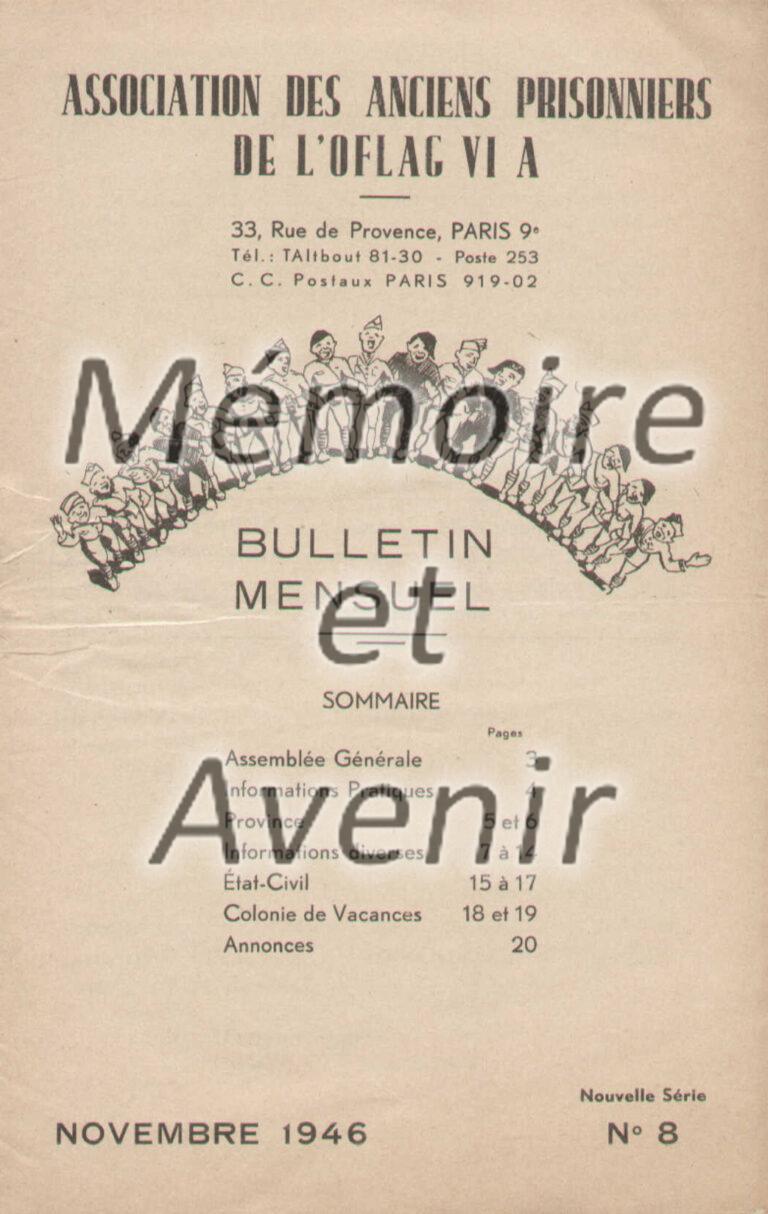 ASSOCIATION DES ANCIENS PRISONNIERS
DE L'OFLAG VI A
33, Rue de Provence, PARIS 9e
Tél.: TAItbout 81-30 - Poste 253
C. C. Postaux PARIS 919-02
Mémoire
BULLETIN
MENSUEL
et
SOMMAIRE
Pages
Assemblée Générale 3
Informations Pratiques 4
Avenir
Province 5 et 6
Informations diverses 7 à 14
État-Civil 15 à 17
Colonie de Vacances 18 et 19
Annonces 20
Nouvelle Série
NOVEMBRE 1946 No 8